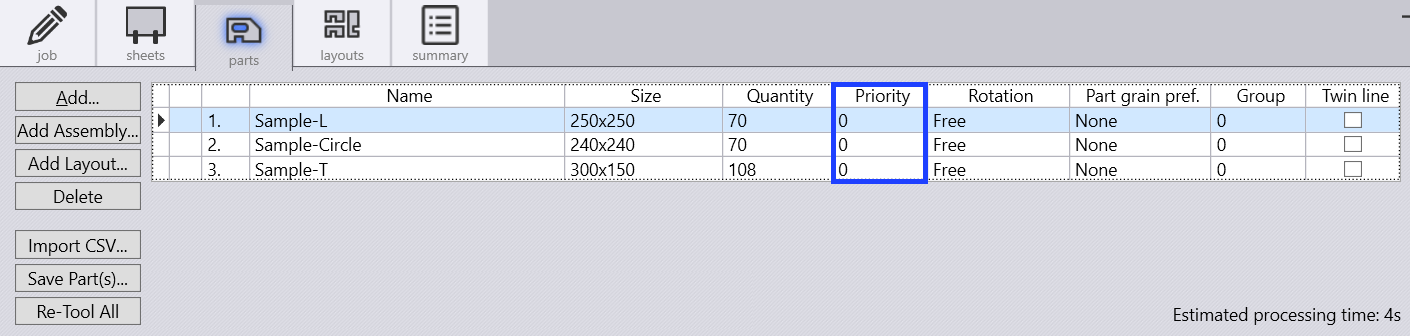 job sheets parts layouts summary
Add...
Add Assembly...
Add Layout...
Delete
Import CSV...
Save Part(s)...
Re-Tool All
Name Size Quantity Priority Rotation Part grain pref. Group Twin line
1. Sample-L 250x250 70 0 Free None 0
2. Sample-Circle 240x240 70 0 Free None 0
3. Sample-T 300x150 108 0 Free None 0
Estimated processing time: 4s